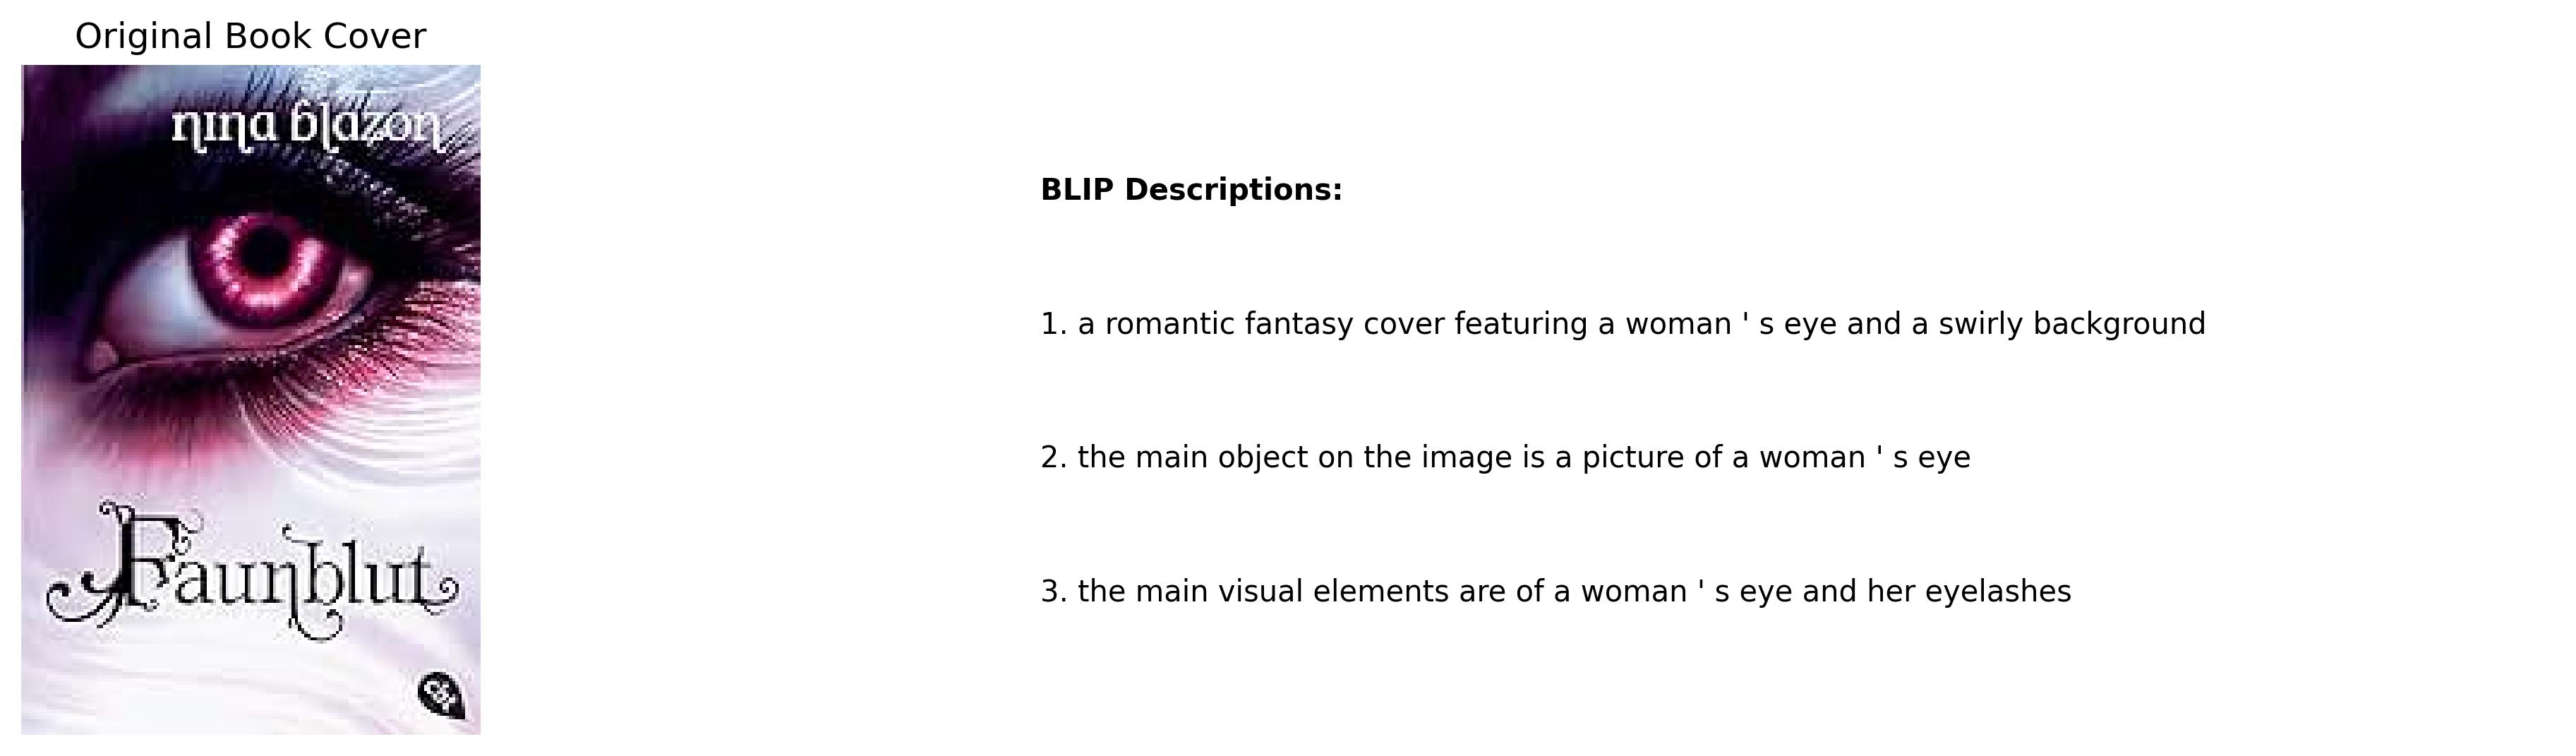 Original Book Cover
nina blazon
Faunblut
BLIP Descriptions:
1. a romantic fantasy cover featuring a woman ' s eye and a swirly background
2. the main object on the image is a picture of a woman ' s eye
3. the main visual elements are of a woman ' s eye and her eyelashes